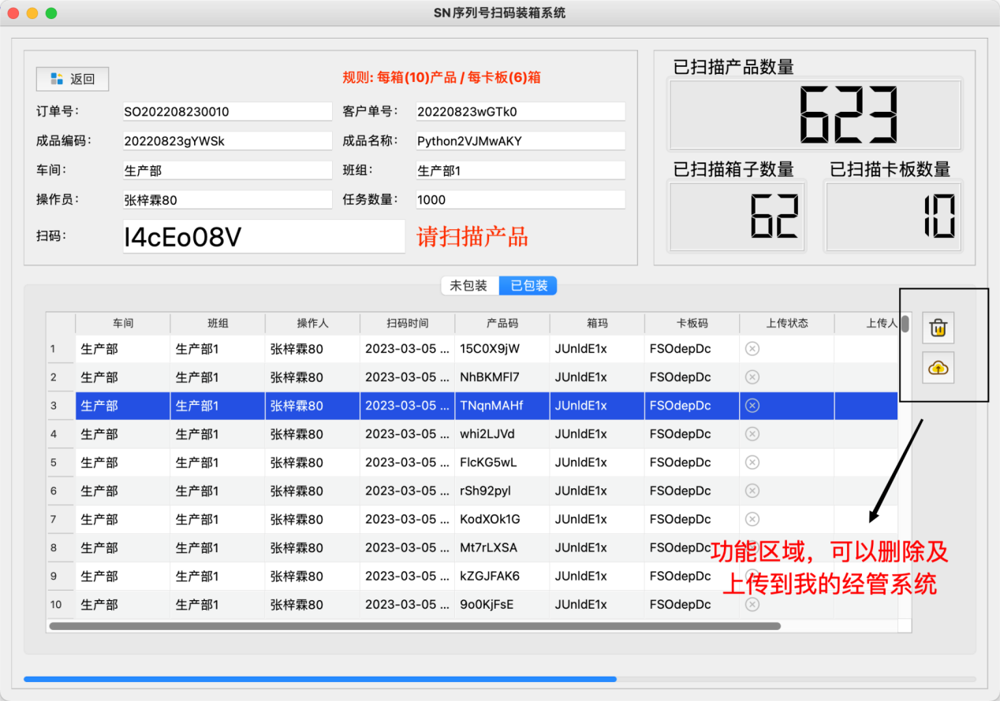 SN序列号扫码装箱系统
返回
规则: 每箱(10)产品 / 每卡板(6)箱
订单号: SO202208230010 客户单号: 20220823wGTk0
成品编码: 20220823gYWSk 成品名称: Python2VJMwAKY
车间: 生产部 班组: 生产部1
操作员: 张梓霖80 任务数量: 1000
扫码: I4cEo08V 请扫描产品
已扫描产品数量
623
已扫描箱子数量 已扫描卡板数量
62 10
未包装 已包装
车间 班组 操作人 扫码时间 产品码 箱玛 卡板码 上传状态 上传人
1 生产部 生产部1 张梓霖80 2023-03-05 ... 15C0X9jW JUnldE1x FSOdepDc
2 生产部 生产部1 张梓霖80 2023-03-05 ... NhBKMFl7 JUnldE1x FSOdepDc
3 生产部 生产部1 张梓霖80 2023-03-05 ... TNqnMAHf JUnldE1x FSOdepDc
4 生产部 生产部1 张梓霖80 2023-03-05 ... whi2LJVd JUnldE1x FSOdepDc
5 生产部 生产部1 张梓霖80 2023-03-05 ... FlcKG5wL JUnldE1x FSOdepDc
6 生产部 生产部1 张梓霖80 2023-03-05 ... rSh92pyl JUnldE1x FSOdepDc
7 生产部 生产部1 张梓霖80 2023-03-05 ... KodXOk1G JUnldE1x FSOdepDc
8 生产部 生产部1 张梓霖80 2023-03-05 ... Mt7rLXSA JUnldE1x FSOdepDc
9 生产部 生产部1 张梓霖80 2023-03-05 ... kZGJFAK6 JUnldE1x FSOdepDc
10 生产部 生产部1 张梓霖80 2023-03-05 ... 9o0KjFsE JUnldE1x FSOdepDc
功能区域，可以删除及
上传到我的经管系统